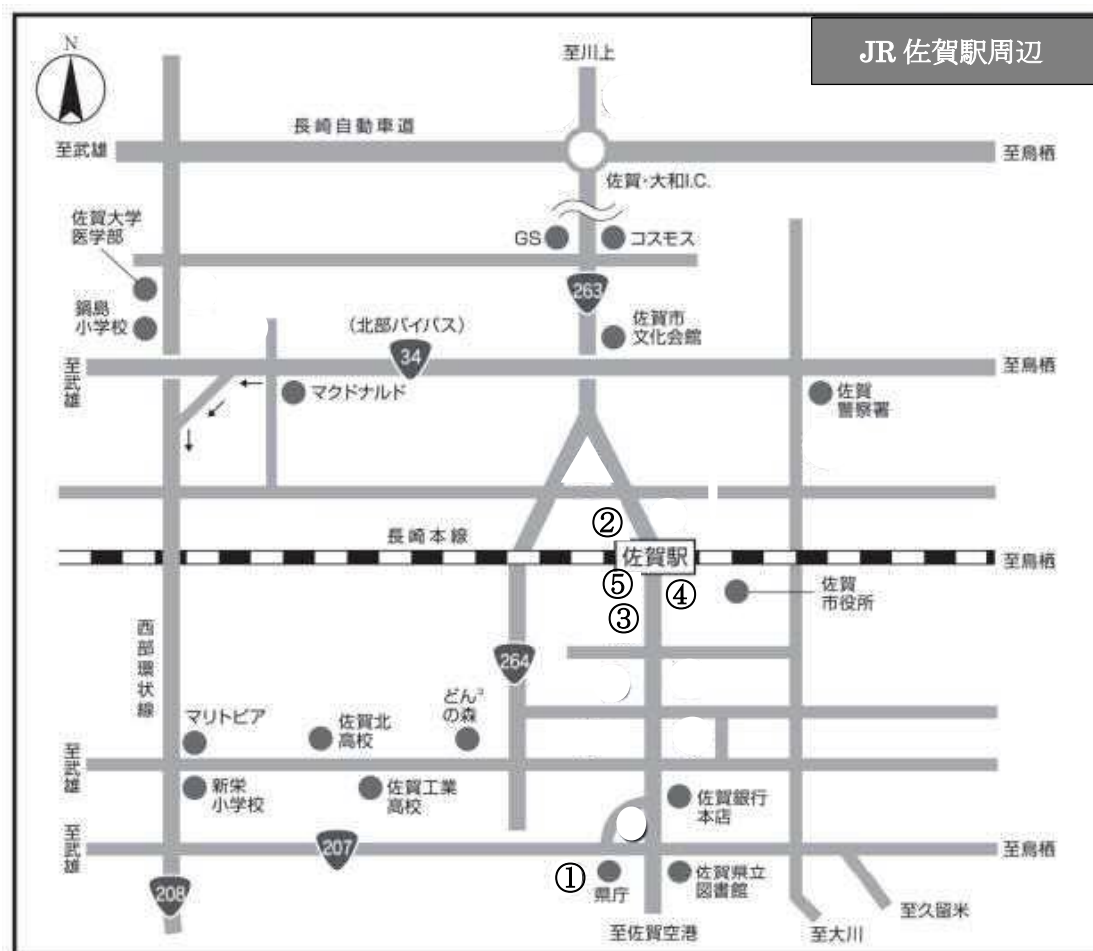 JR 佐賀駅周辺
N
至川上
長崎自動車道
至武雄
至鳥栖
佐賀・大和I.C.
佐賀大学
医学部
GS
コスモス
263
鍋島
小学校
(北部バイパス)
佐賀市
文化会館
34
至武雄
至鳥栖
マクドナルド
佐賀
警察署
②
長崎本線
佐賀駅
至鳥栖
⑤
④
佐賀
市役所
③
西部環状線
264
どん³
の森
マリトピア
佐賀北
高校
至武雄
新栄
小学校
佐賀工業
高校
佐賀銀行
本店
至武雄
207
至鳥栖
①
県庁
佐賀県立
図書館
208
至久留米
至佐賀空港
至大川